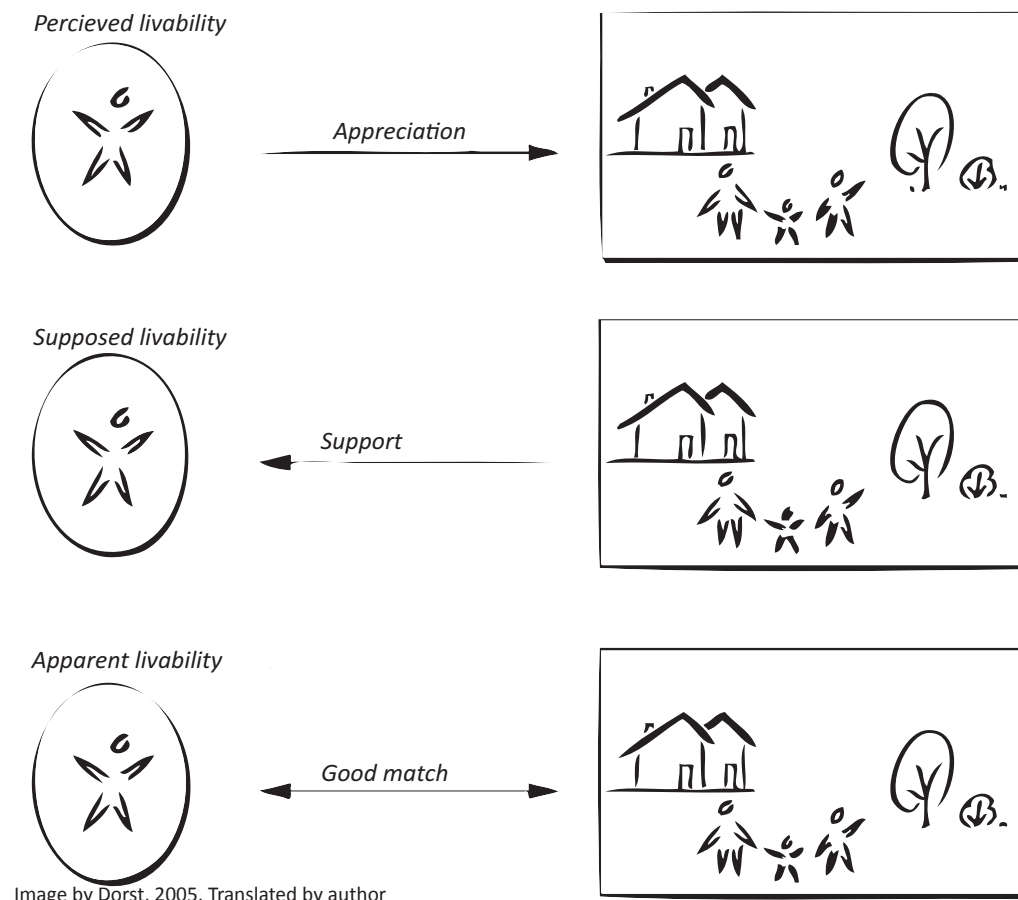 Percieved livability
Appreciation
Supposed livability
Support
Apparent livability
Good match
Image by Dorst, 2005. Translated by author